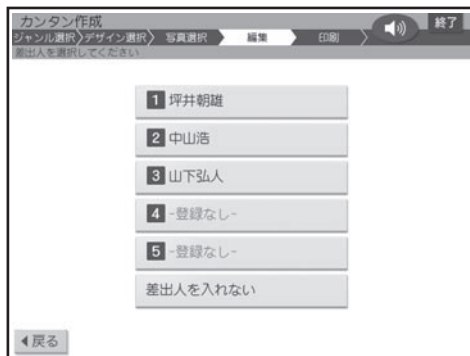 カンタン作成
終了
ジャンル選択 デザイン選択 写真選択 編集 印刷
差出人を選択してください
1 坪井朝雄
2 中山浩
3 山下弘人
4 -登録なし-
5 -登録なし-
差出人を入れない
戻る